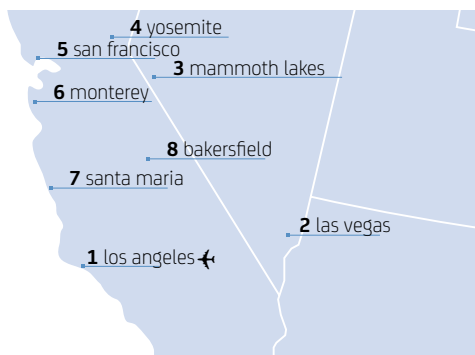 4 yosemite
5 san francisco
3 mammoth lakes
6 monterey
8 bakersfield
7 santa maria
2 las vegas
1 los angeles